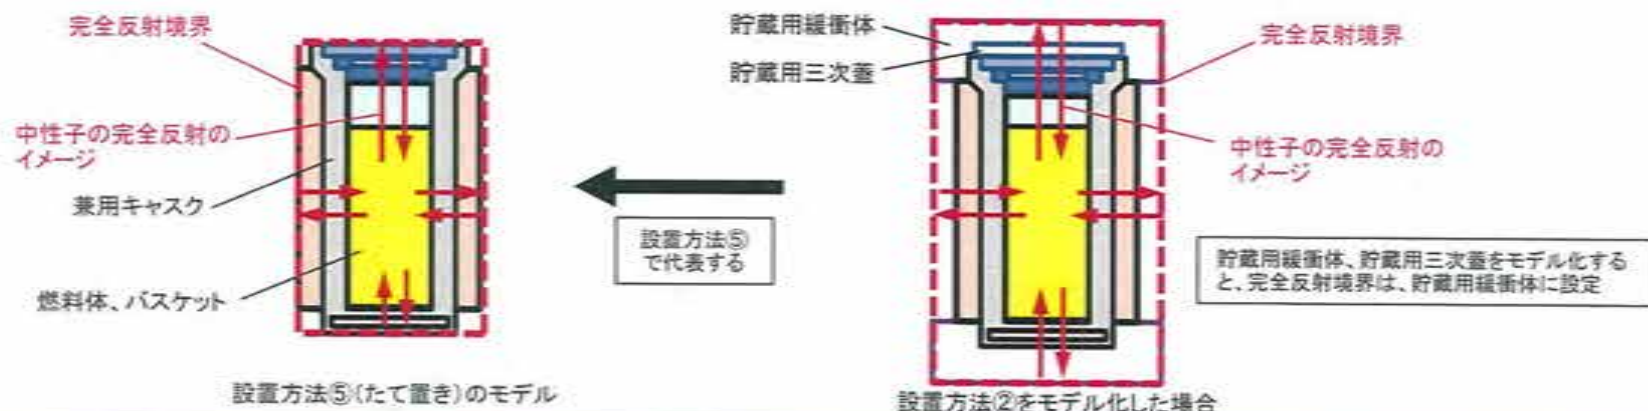 完全反射境界
中性子の完全反射の
イメージ
兼用キャスク
燃料体、バスケット
設置方法⑤(たて置き)のモデル
設置方法⑤
で代表する
貯蔵用緩衝体
貯蔵用三次蓋
完全反射境界
中性子の完全反射の
イメージ
貯蔵用緩衝体、貯蔵用三次蓋をモデル化する
と、完全反射境界は、貯蔵用緩衝体に設定
設置方法②をモデル化した場合